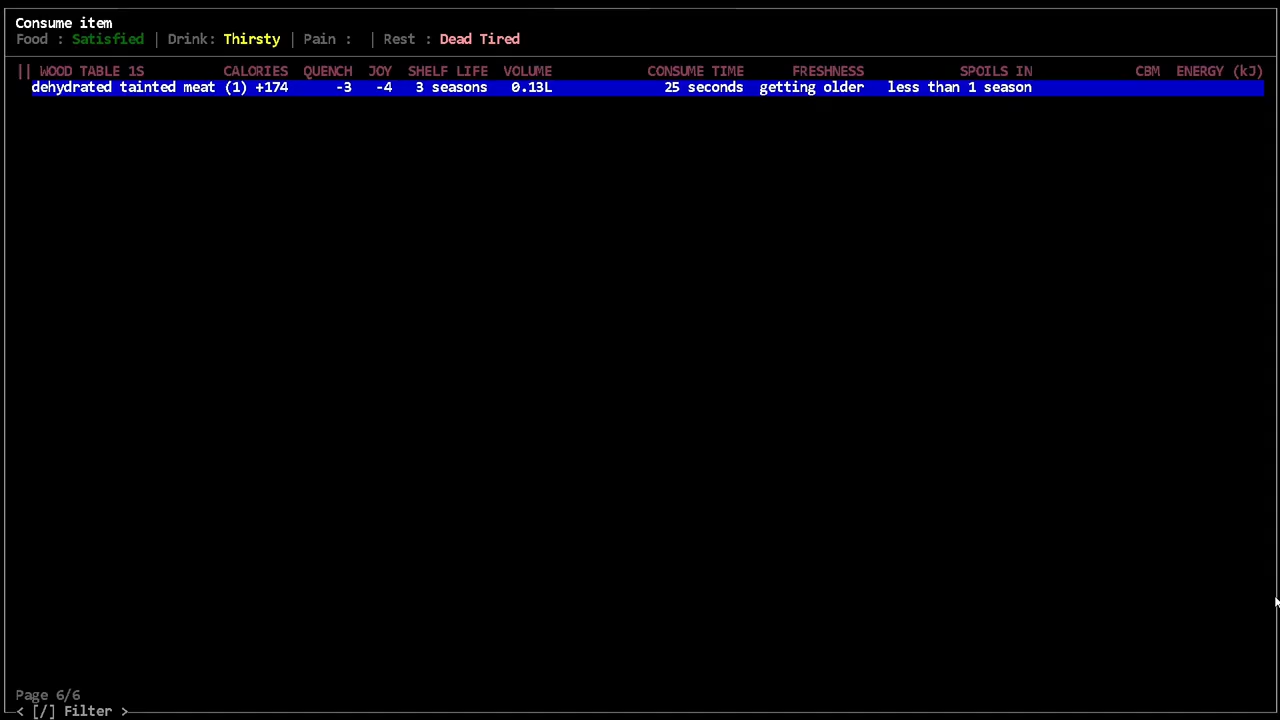 Consume item
Food : Satisfied | Drink: Thirsty | Pain :  | Rest : Dead Tired
|| WOOD TABLE 1S CALORIES QUENCH JOY SHELF LIFE VOLUME CONSUME TIME FRESHNESS SPOILS IN CBM ENERGY (kJ)
dehydrated tainted meat (1) +174 -3 -4 3 seasons 0.13L 25 seconds getting older less than 1 season
Page 6/6
< [/] Filter >